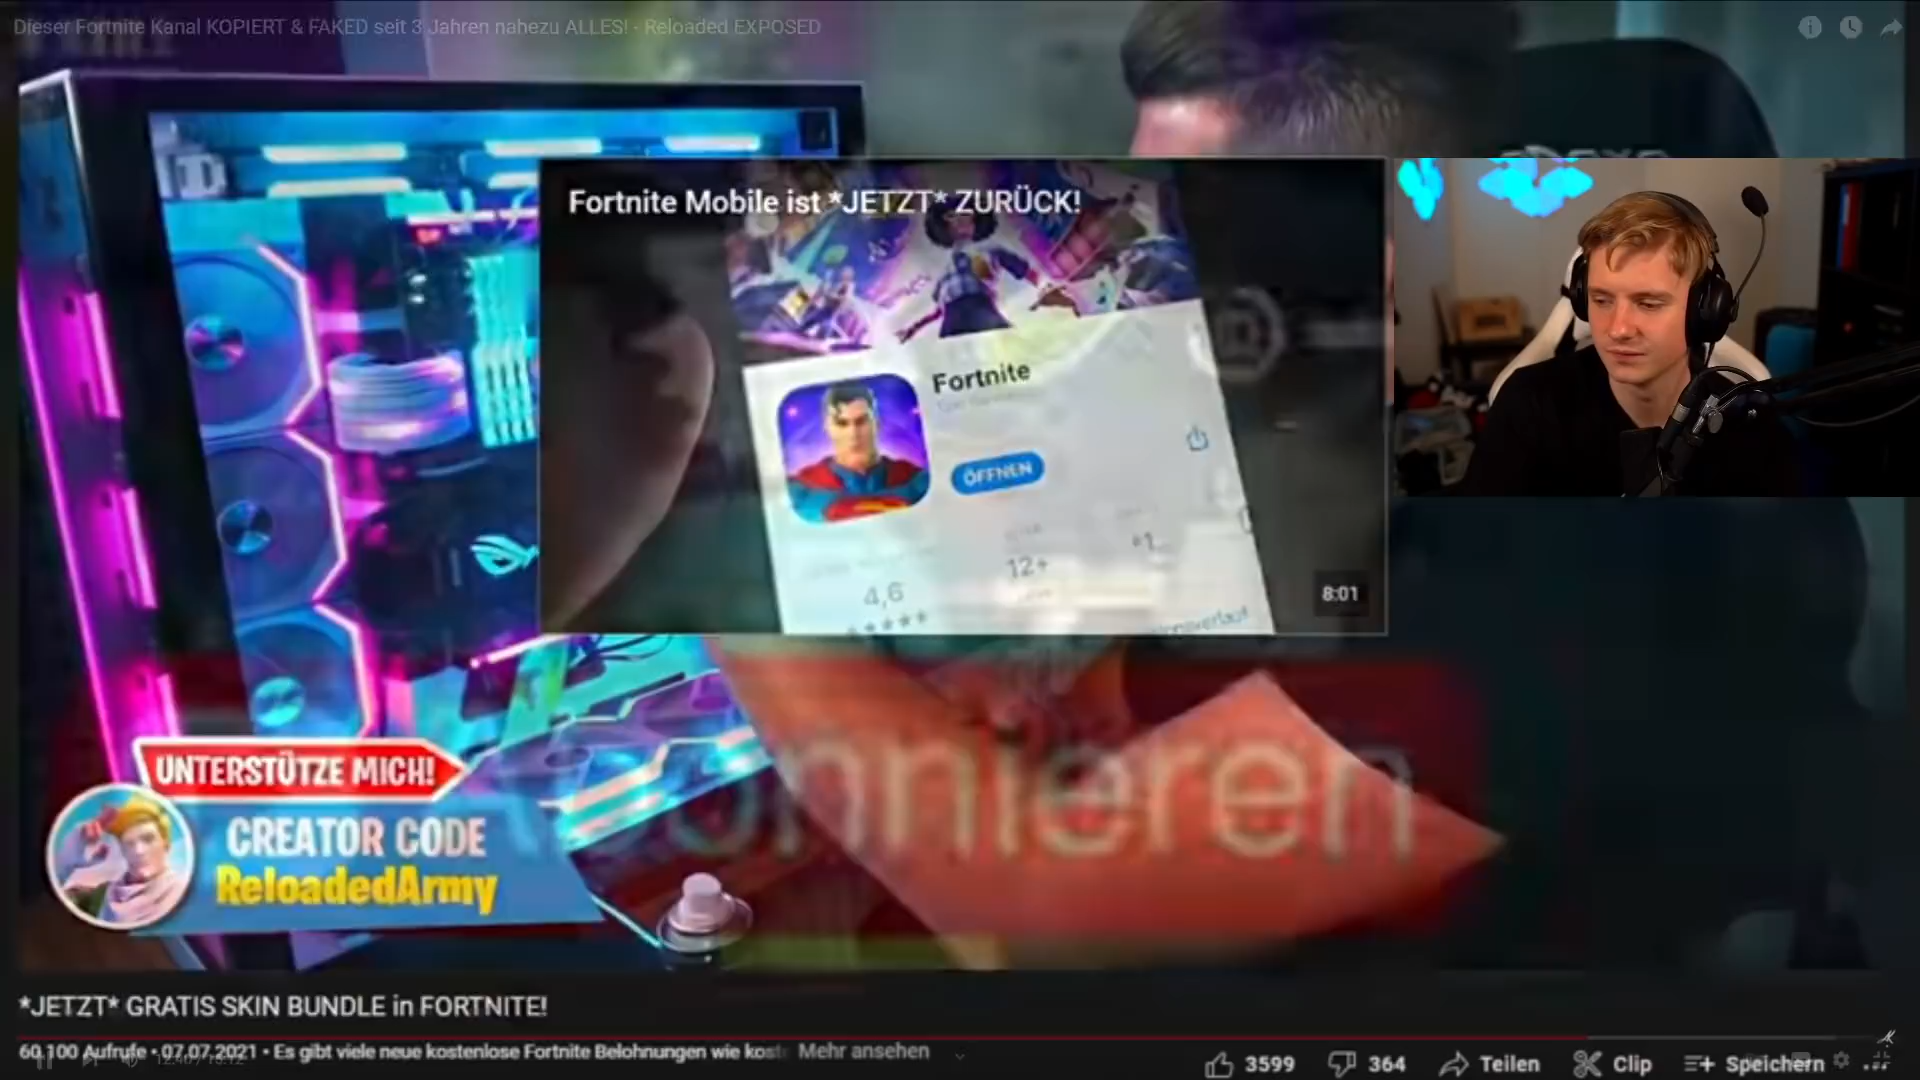 Dieser Fortnite Kanal KOPIERT & FAKED seit 3 Jahren nahezu ALLES! - Reloaded EXPOSED
Fortnite Mobile ist *JETZT* ZURÜCK!
Fortnite
ÖFFNEN
#1
12+
4,6
8:01
UNTERSTÜTZE MICH!
CREATOR CODE
ReloadedArmy
*JETZT* GRATIS SKIN BUNDLE in FORTNITE!
60.100 Aufrufe • 07.07.2021 • Es gibt viele neue kostenlose Fortnite Belohnungen wie kost Mehr ansehen
3599
364
Teilen
Clip
Speichern